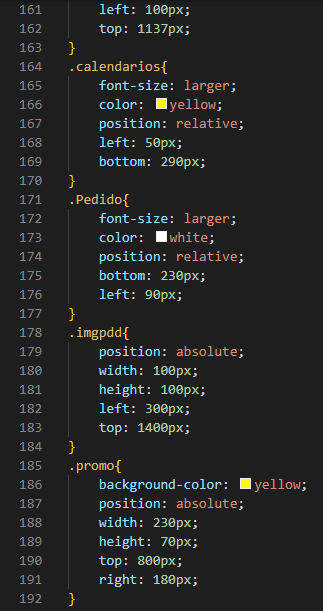 161 left: 100px;
162 top: 1137px;
163 }
164 .calendarios{
165 font-size: larger;
166 color: yellow;
167 position: relative;
168 left: 50px;
169 bottom: 290px;
170 }
171 .Pedido{
172 font-size: larger;
173 color: white;
174 position: relative;
175 bottom: 230px;
176 left: 90px;
177 }
178 .imgpdd{
179 position: absolute;
180 width: 100px;
181 height: 100px;
182 left: 300px;
183 top: 1400px;
184 }
185 .promo{
186 background-color: yellow;
187 position: absolute;
188 width: 230px;
189 height: 70px;
190 top: 800px;
191 right: 180px;
192 }